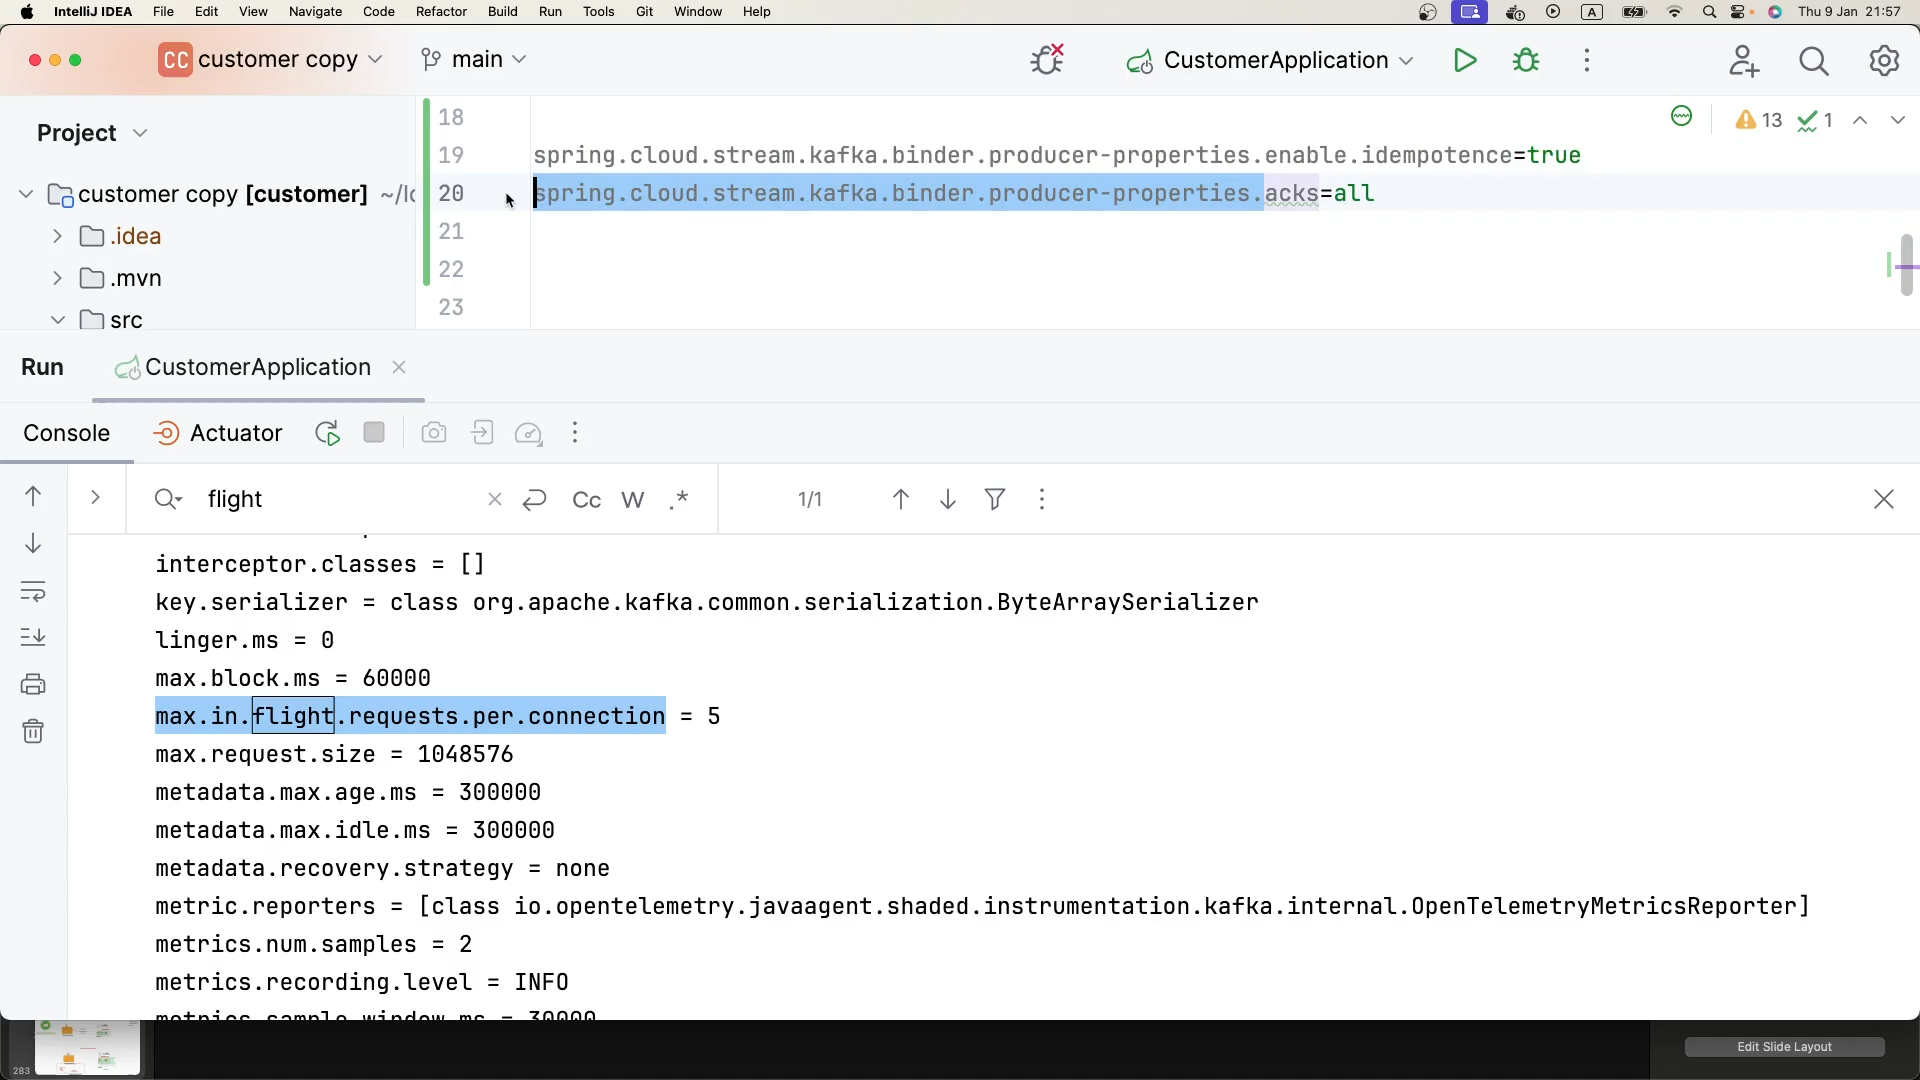 IntelliJ IDEA File Edit View Navigate Code Refactor Build Run Tools Git Window Help A Thu 9 Jan 21:57
CC customer copy main CustomerApplication
Project
18
19 spring.cloud.stream.kafka.binder.producer-properties.enable.idempotence=true
20 spring.cloud.stream.kafka.binder.producer-properties.acks=all
21
22
23
13 1
customer copy [customer]
.idea
.mvn
src
Run CustomerApplication
Console Actuator
flight Cc W .* 1/1
interceptor.classes = []
key.serializer = class org.apache.kafka.common.serialization.ByteArraySerializer
linger.ms = 0
max.block.ms = 60000
max.in.flight.requests.per.connection = 5
max.request.size = 1048576
metadata.max.age.ms = 300000
metadata.max.idle.ms = 300000
metadata.recovery.strategy = none
metric.reporters = [class io.opentelemetry.javaagent.shaded.instrumentation.kafka.internal.OpenTelemetryMetricsReporter]
metrics.num.samples = 2
metrics.recording.level = INFO
metrics.sample.window.ms = 30000
283
Edit Slide Layout